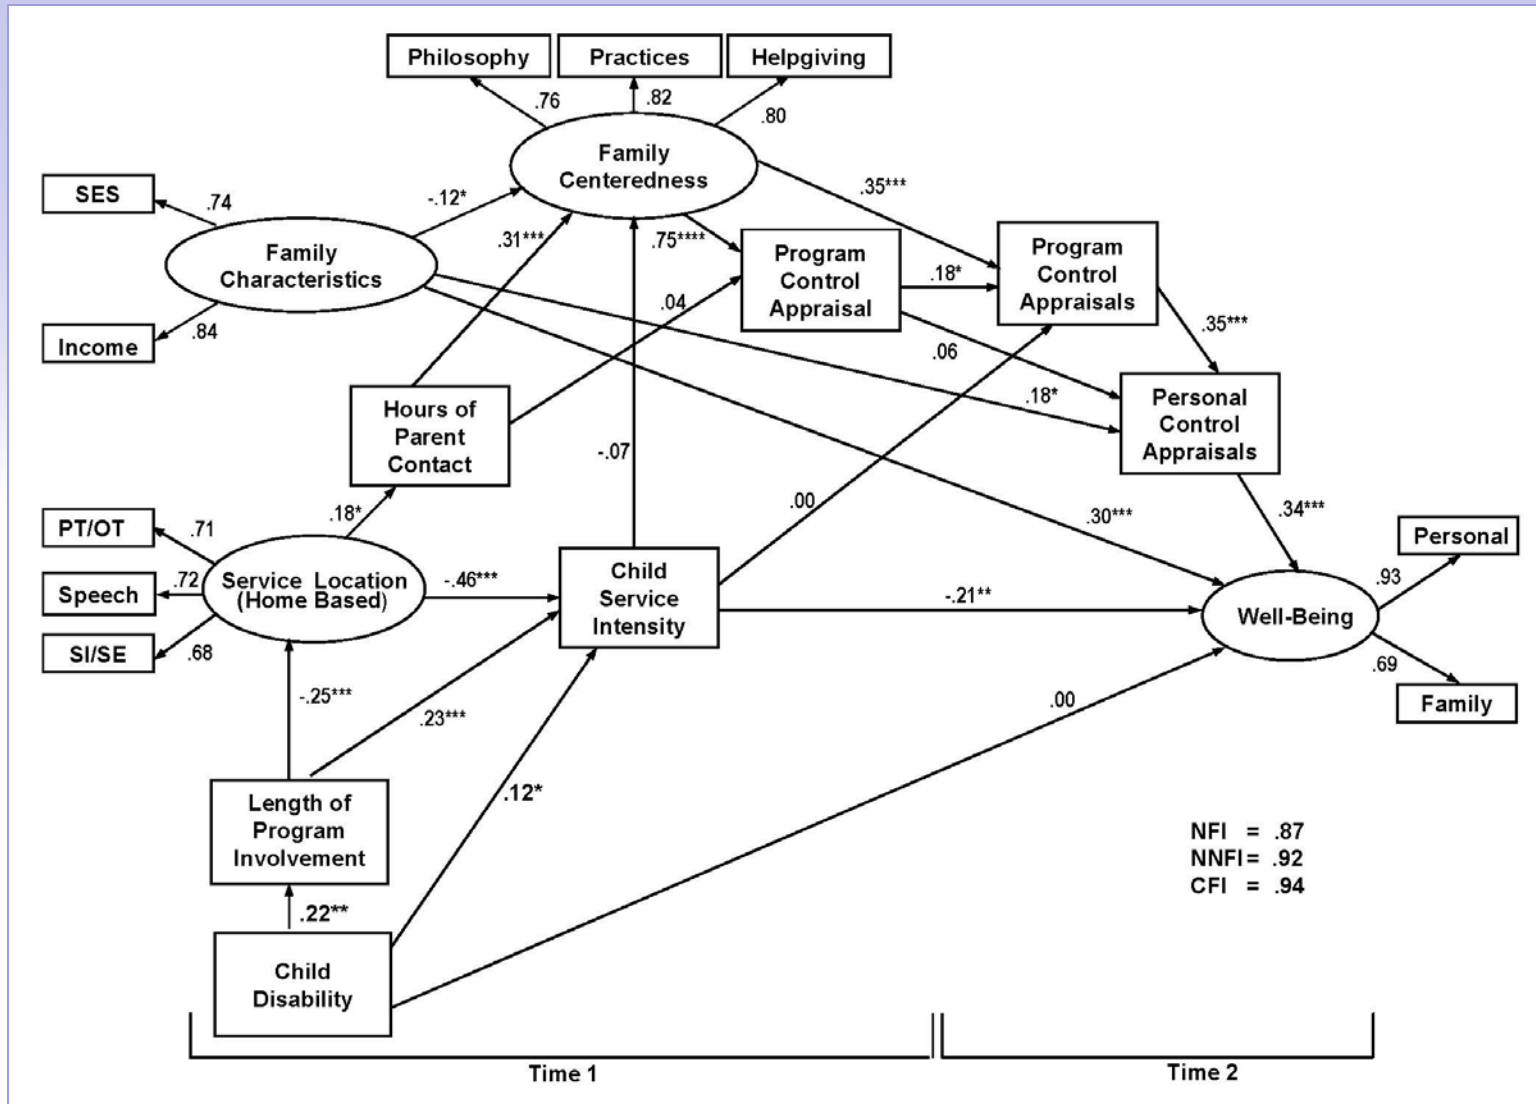 Philosophy
Practices
Helpgiving
.76
.82
.80
Family
Centeredness
SES
.74
-.12*
.35***
Family
Characteristics
.31***
.75****
Program
Control
Appraisal
.18*
Program
Control
Appraisals
Income
.84
.04
.06
.35***
Hours of
Parent
Contact
.18*
Personal
Control
Appraisals
-.07
.18*
.00
.30***
.34***
PT/OT
.71
Speech
.72
SI/SE
.68
Service Location
(Home Based)
-.46***
Child
Service
Intensity
-.21**
Well-Being
.93
Personal
.69
Family
-.25***
.23***
.00
Length of
Program
Involvement
.12*
NFI = .87
NNFI = .92
CFI = .94
.22**
Child
Disability
Time 1
Time 2